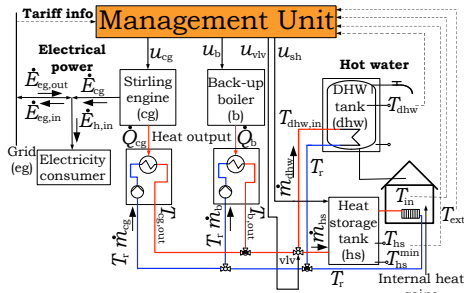 Tariff info
Management Unit
Electrical
power
u_cg
u_b
u_vlv
u_sh
Hot water
Ė_eg,out
Ė_cg
Ė_eg,in
Ė_h,in
Stirling
engine
(cg)
Back-up
boiler
(b)
DHW
tank
(dhw)
T_dhw
T_dhw,in
Q̇_cg
Heat output
Q̇_b
T_r
Grid
(eg)
Electricity
consumer
ṁ_dhw
T_in
T_ext
T_cg,out
T_b,out
T_r
ṁ_cg
T_r
ṁ_b
ṁ_hs
Heat
storage
tank
(hs)
T_hs
T_hs^min
vlv
T_r
Internal heat